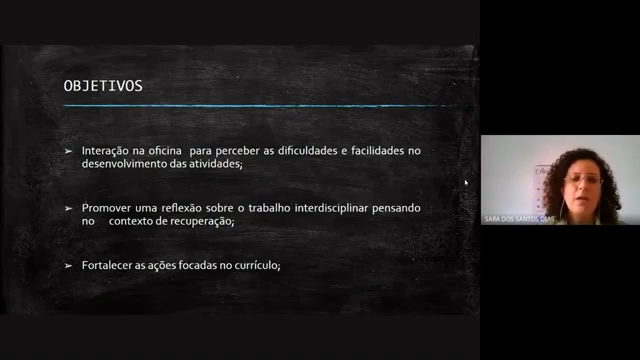 OBJETIVOS
➢ Interação na oficina para perceber as dificuldades e facilidades no
desenvolvimento das atividades;
➢ Promover uma reflexão sobre o trabalho interdisciplinar pensando
no contexto de recuperação;
➢ Fortalecer as ações focadas no currículo;
SARA DOS SANTOS DIAS